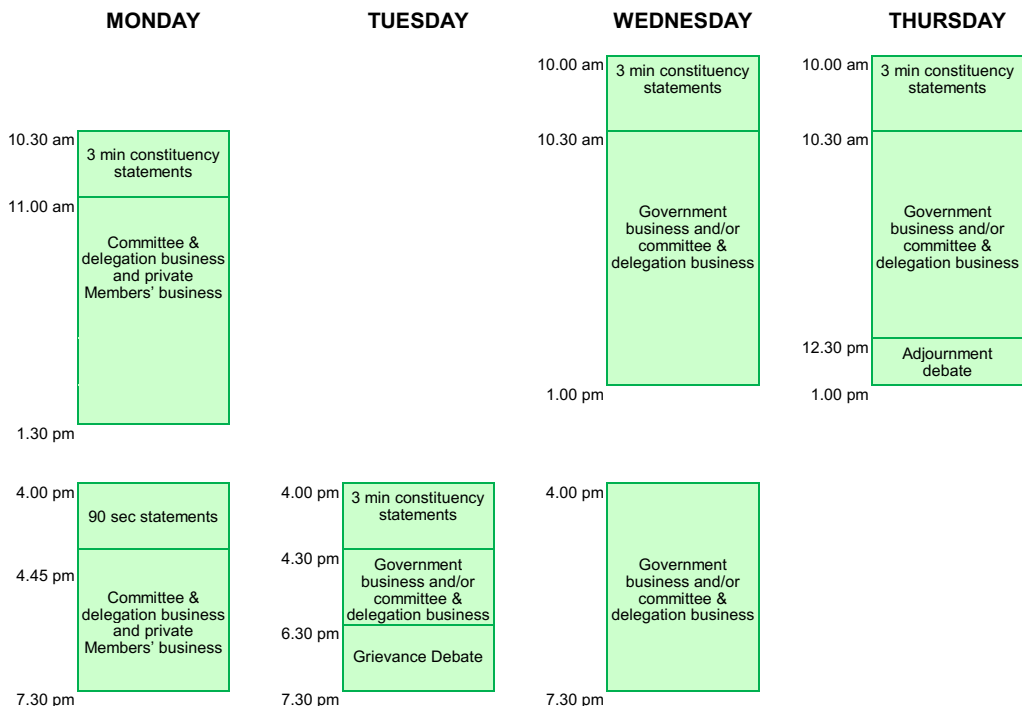 MONDAY
10.30 am
3 min constituency
statements
11.00 am
Committee &
delegation business
and private
Members’ business
1.30 pm
4.00 pm
90 sec statements
4.45 pm
Committee &
delegation business
and private
Members’ business
7.30 pm
TUESDAY
4.00 pm
3 min constituency
statements
4.30 pm
Government
business and/or
committee &
delegation business
6.30 pm
Grievance Debate
7.30 pm
WEDNESDAY
10.00 am
3 min constituency
statements
10.30 am
Government
business and/or
committee &
delegation business
1.00 pm
4.00 pm
Government
business and/or
committee &
delegation business
7.30 pm
THURSDAY
10.00 am
3 min constituency
statements
10.30 am
Government
business and/or
committee &
delegation business
12.30 pm
Adjournment
debate
1.00 pm